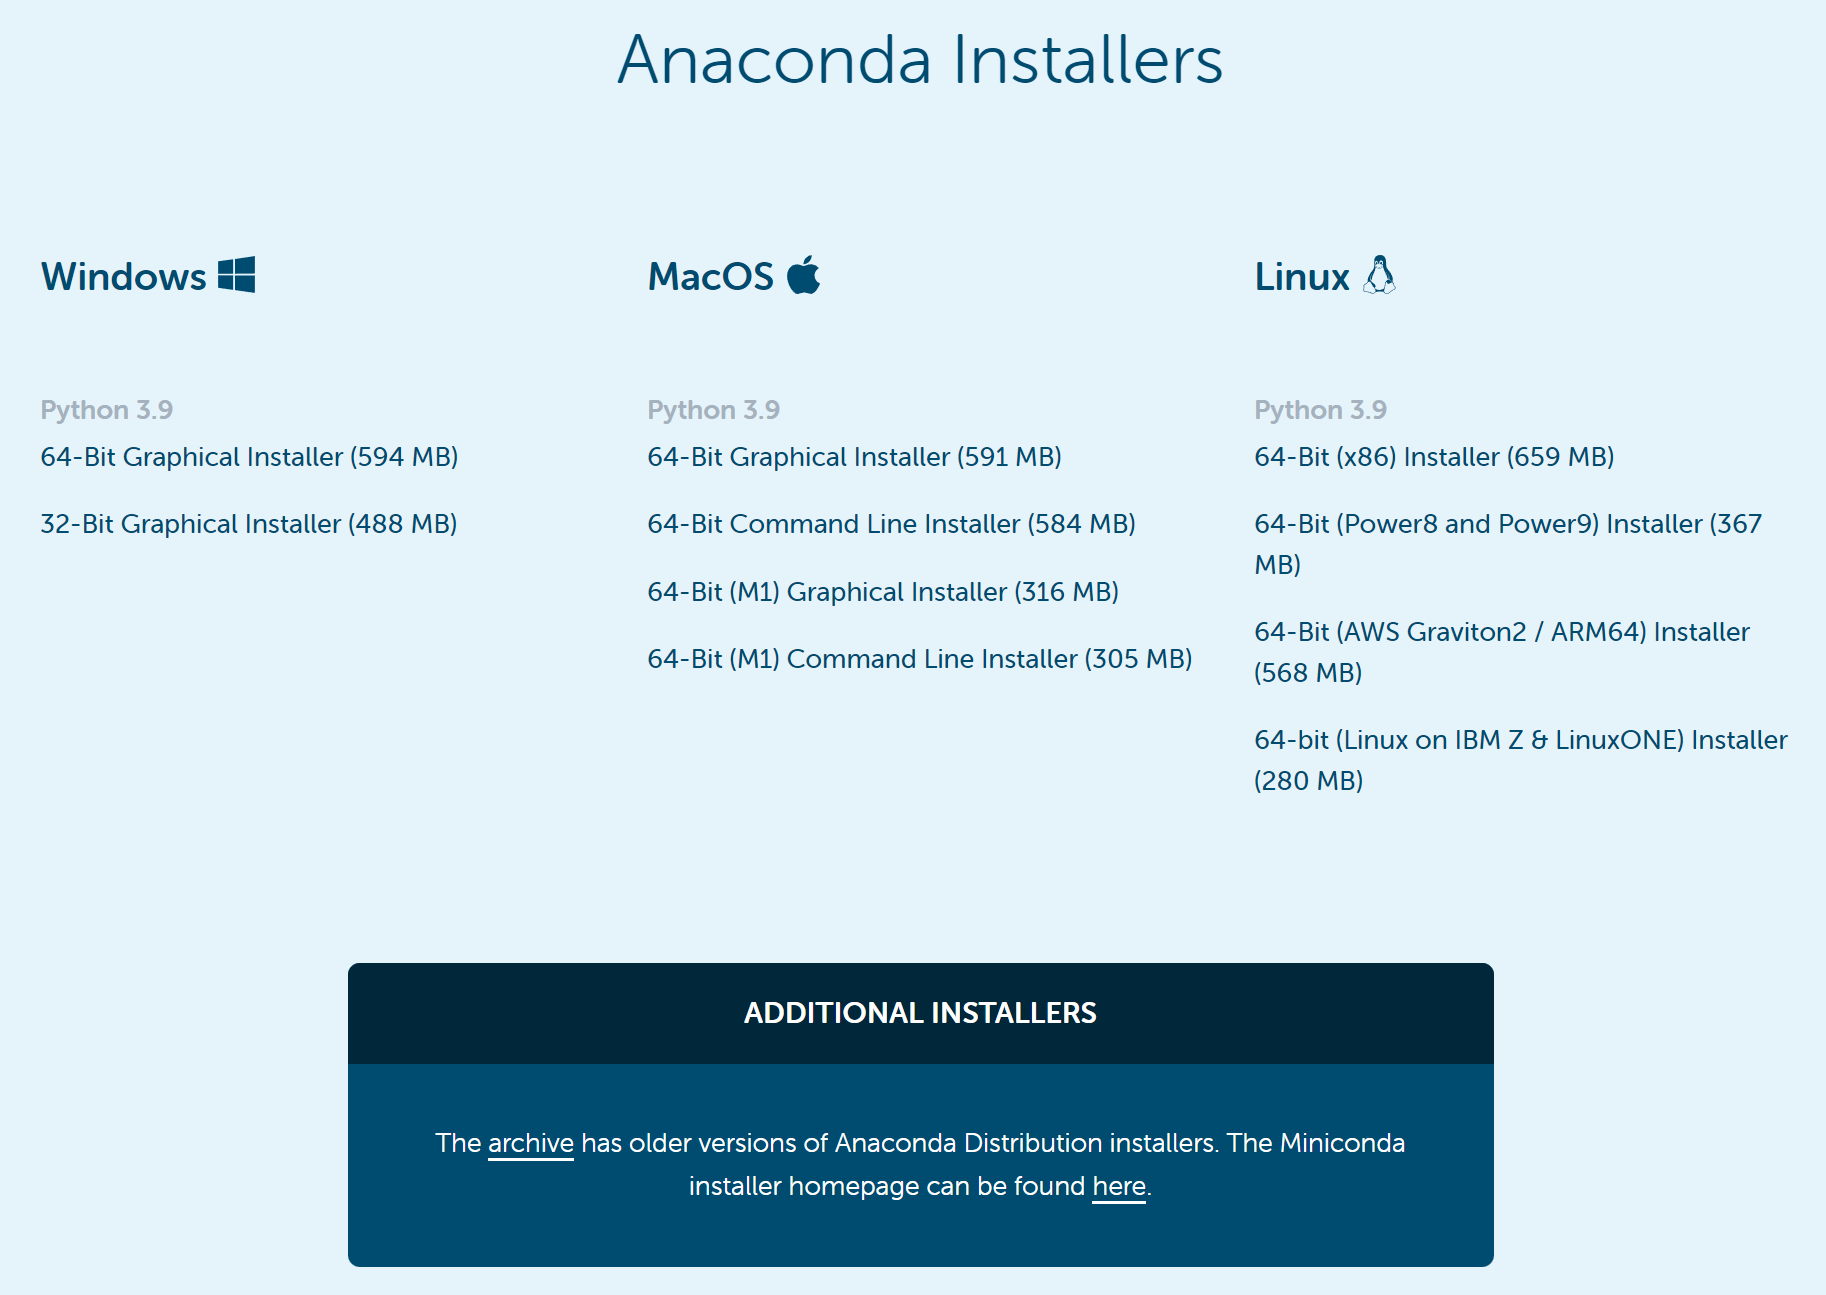 Anaconda Installers
Windows
Python 3.9
64-Bit Graphical Installer (594 MB)
32-Bit Graphical Installer (488 MB)
MacOS
Python 3.9
64-Bit Graphical Installer (591 MB)
64-Bit Command Line Installer (584 MB)
64-Bit (M1) Graphical Installer (316 MB)
64-Bit (M1) Command Line Installer (305 MB)
Linux
Python 3.9
64-Bit (x86) Installer (659 MB)
64-Bit (Power8 and Power9) Installer (367
MB)
64-Bit (AWS Graviton2 / ARM64) Installer
(568 MB)
64-bit (Linux on IBM Z & LinuxONE) Installer
(280 MB)
ADDITIONAL INSTALLERS
The archive has older versions of Anaconda Distribution installers. The Miniconda
installer homepage can be found here.